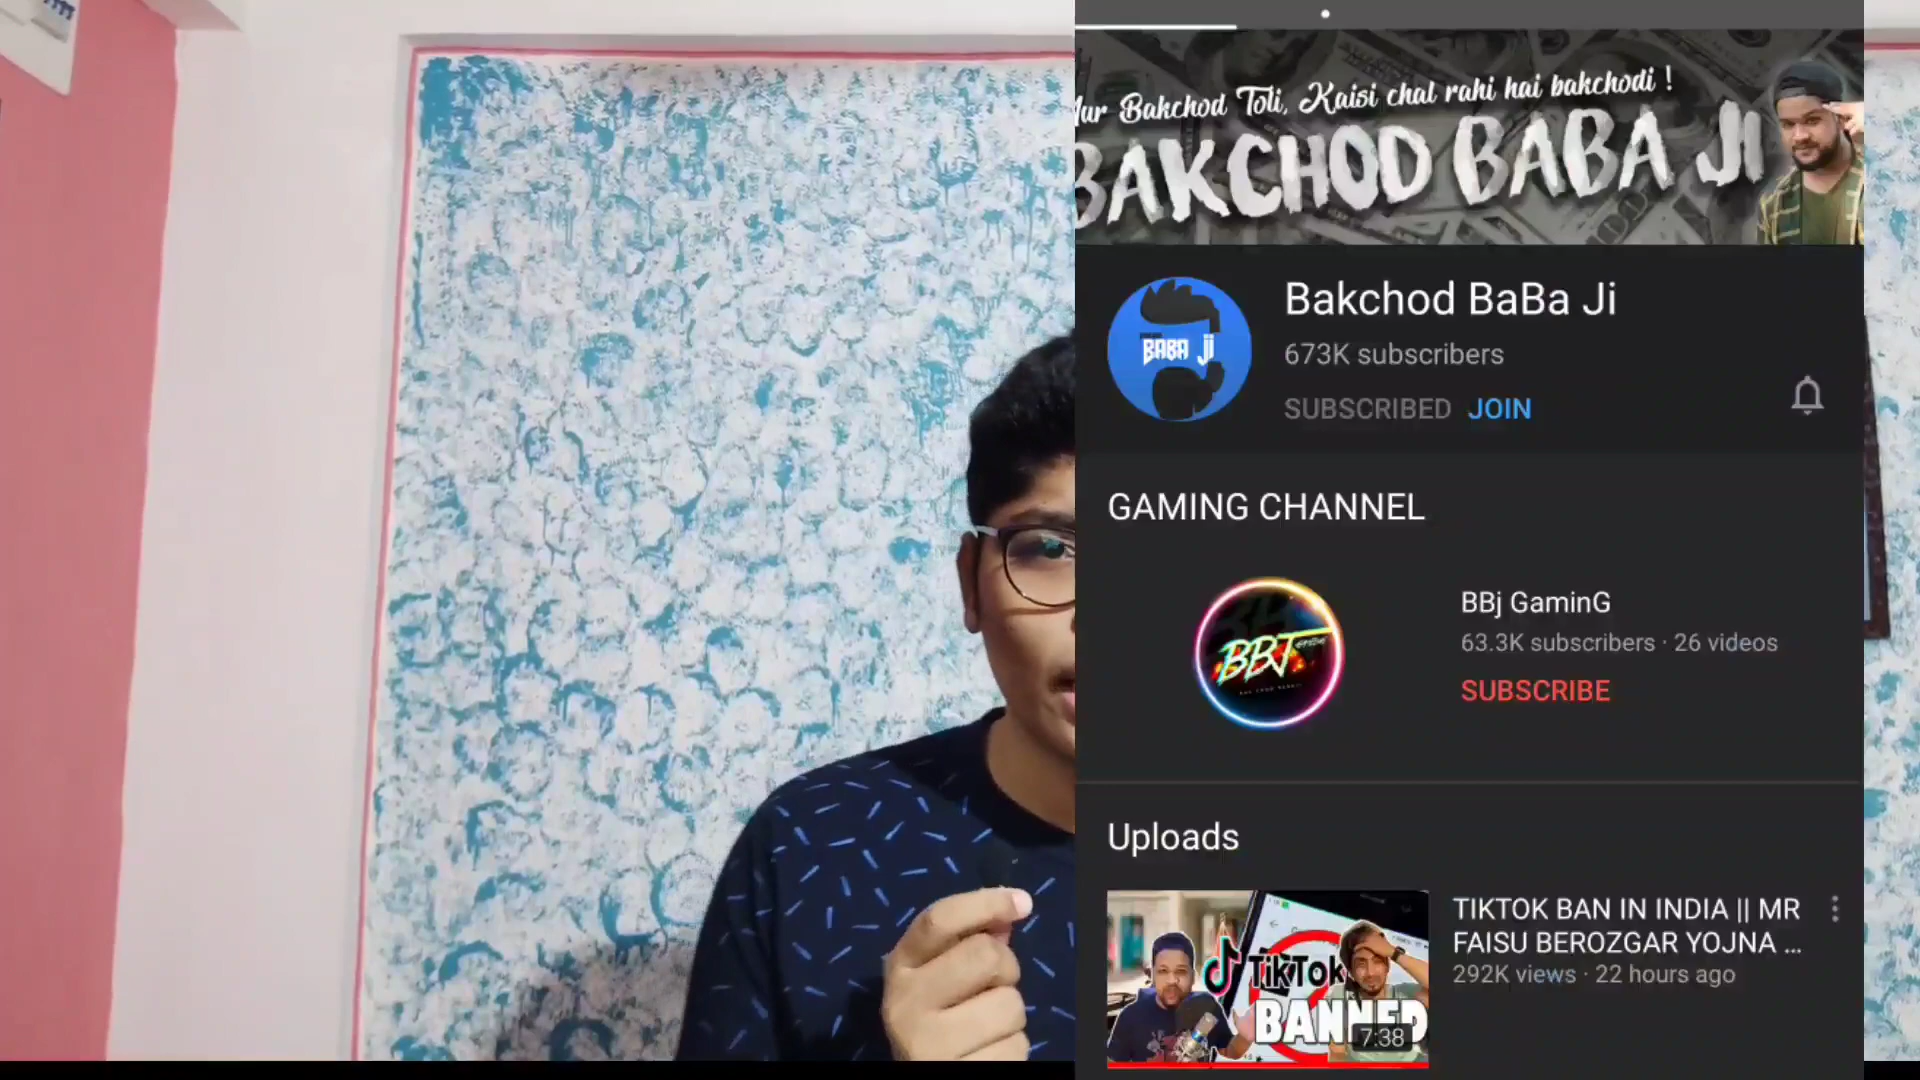 Bakchod Toli, Kaisi chal rahi hai bakchodi !
BAKCHOD BABA JI
Bakchod BaBa Ji
BABA Ji
673K subscribers
SUBSCRIBED JOIN
GAMING CHANNEL
BBj GaminG
BBJ
63.3K subscribers · 26 videos
SUBSCRIBE
Uploads
TIKTOK BAN IN INDIA || MR
FAISU BEROZGAR YOJNA ...
292K views · 22 hours ago
TikTok
BANNED
7:38